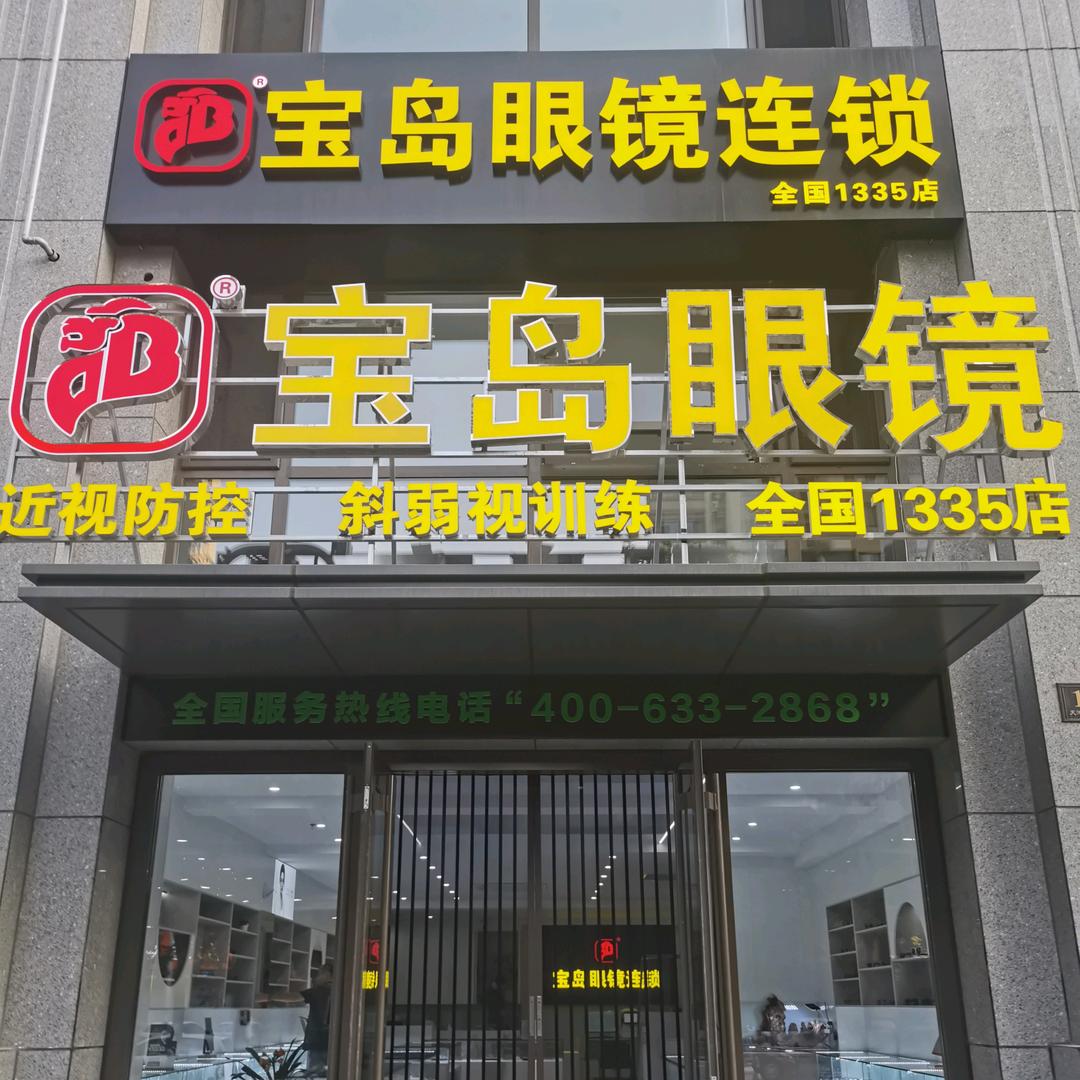 宝岛眼镜连锁
全国1335店
宝岛眼镜
近视防控 斜弱视训练 全国1335店
全国服务热线电话“400-633-2868”
宝岛眼镜连锁